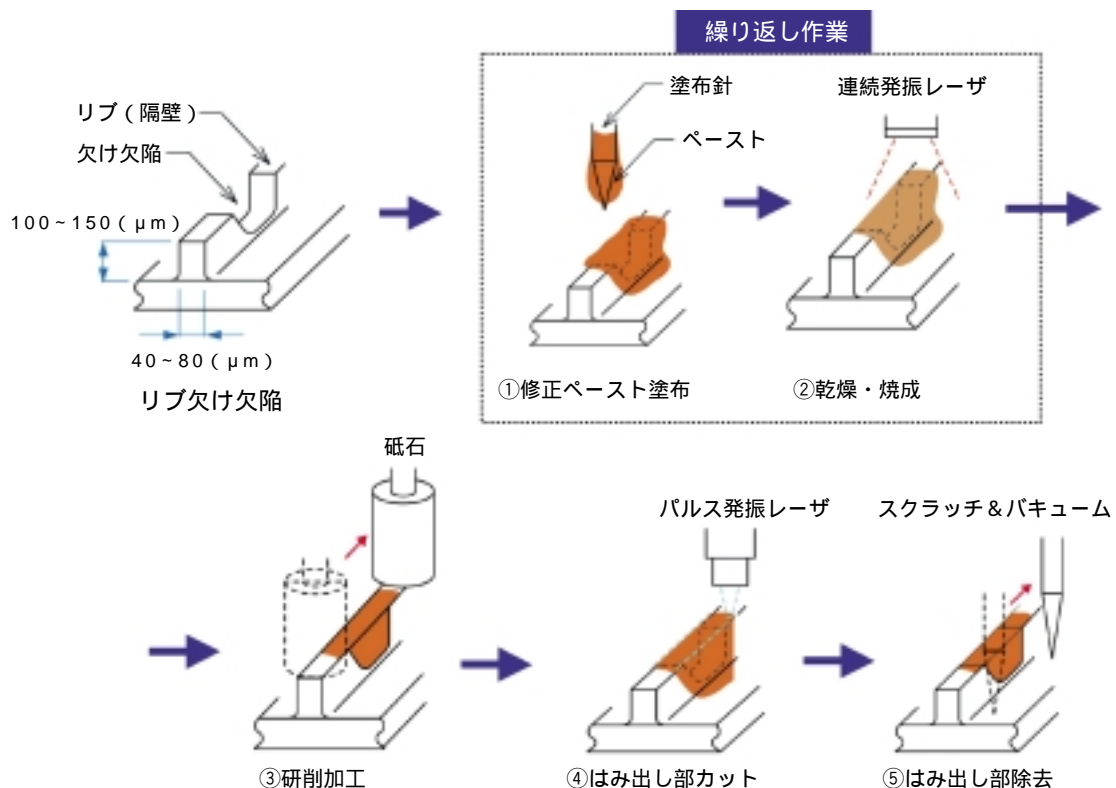 繰り返し作業
リブ(隔壁)
欠け欠陥
100~150(μm)
40~80(μm)
リブ欠け欠陥
塗布針
ペースト
①修正ペースト塗布
連続発振レーザ
②乾燥・焼成
砥石
③研削加工
パルス発振レーザ
④はみ出し部カット
スクラッチ&バキューム
⑤はみ出し部除去